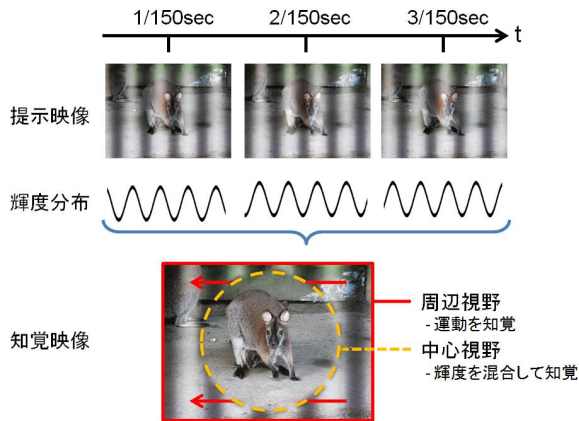 1/150sec
2/150sec
3/150sec
t
提示映像
輝度分布
知覚映像
周辺視野
- 運動を知覚
中心視野
- 輝度を混合して知覚